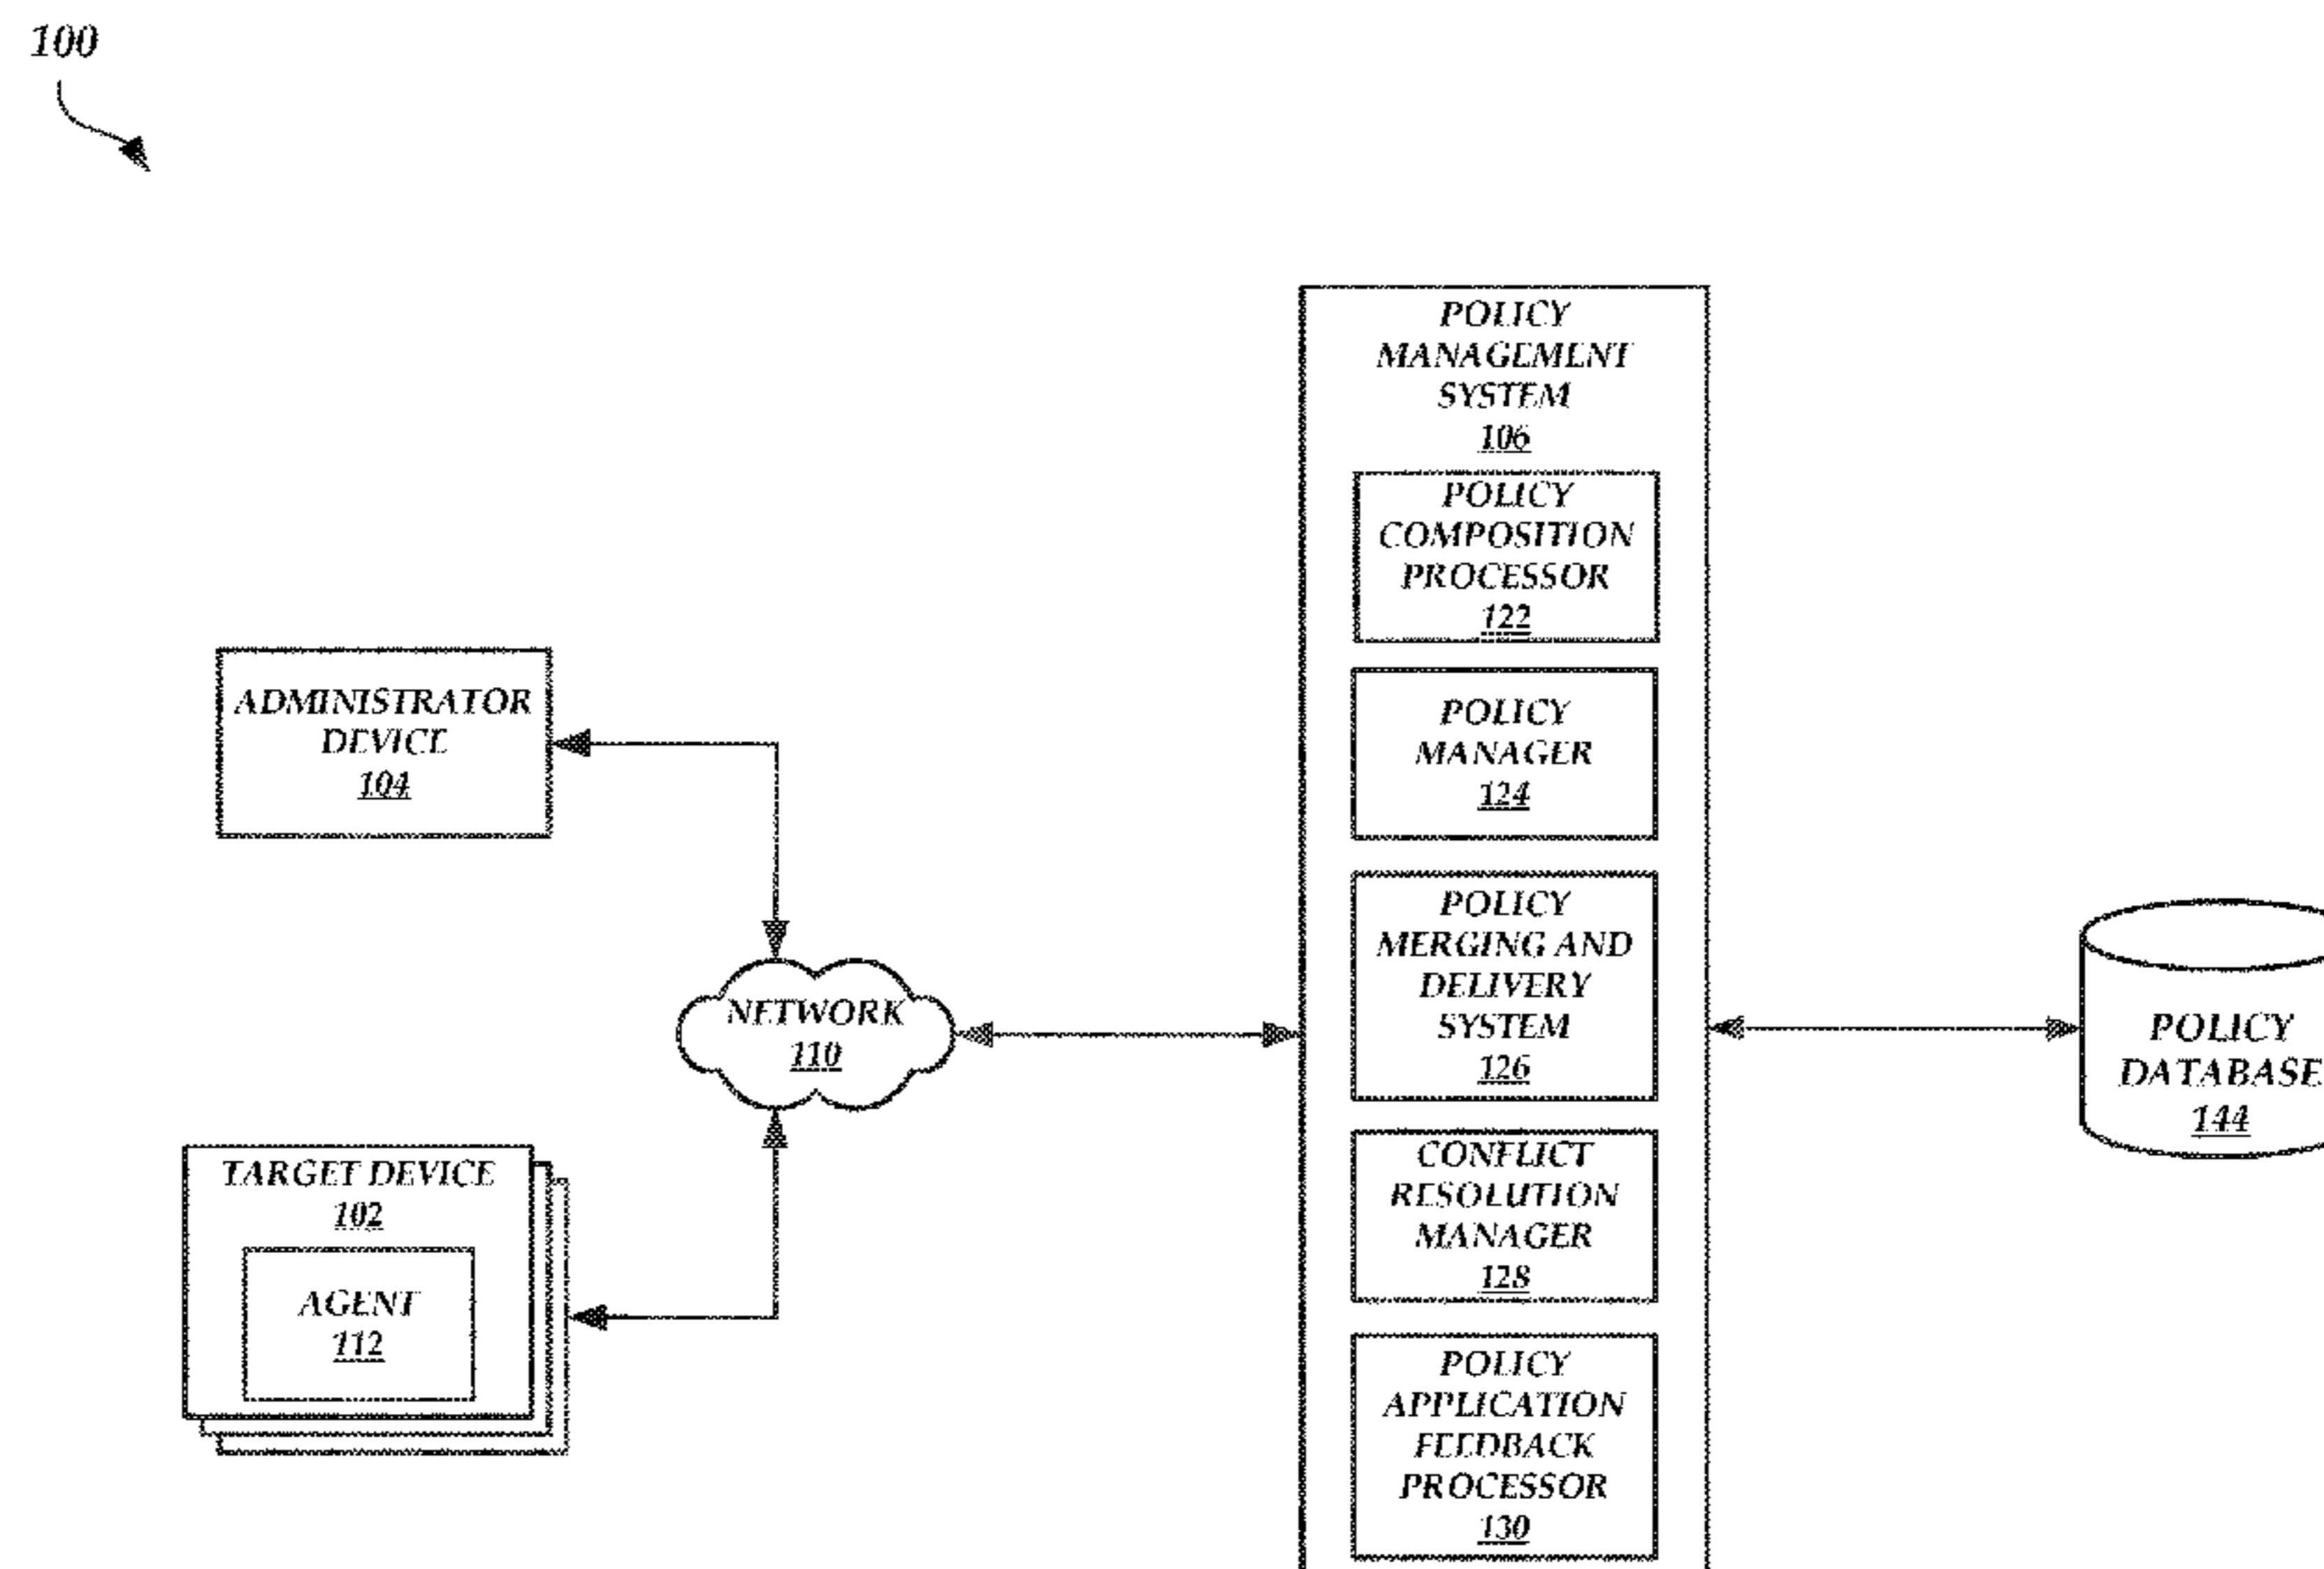 100
POLICY
MANAGEMENT
SYSTEM
106
POLICY
COMPOSITION
PROCESSOR
122
POLICY
MANAGER
124
POLICY
MERGING AND
DELIVERY
SYSTEM
126
CONFLICT
RESOLUTION
MANAGER
128
POLICY
APPLICATION
FEEDBACK
PROCESSOR
130
ADMINISTRATOR
DEVICE
104
NETWORK
110
TARGET DEVICE
102
AGENT
112
POLICY
DATABASE
144